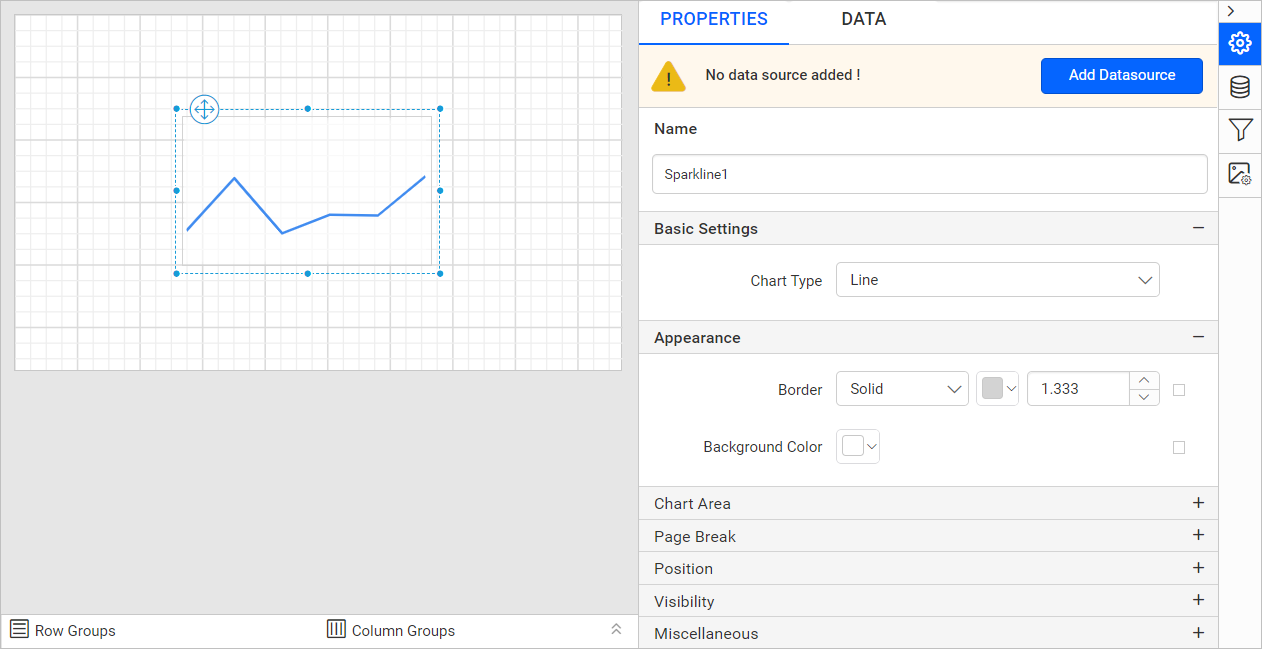 PROPERTIES DATA
No data source added ! Add Datasource
Name
Sparkline1
Basic Settings
Chart Type Line
Appearance
Border Solid 1.333
Background Color
Chart Area
Page Break
Position
Visibility
Miscellaneous
Row Groups Column Groups